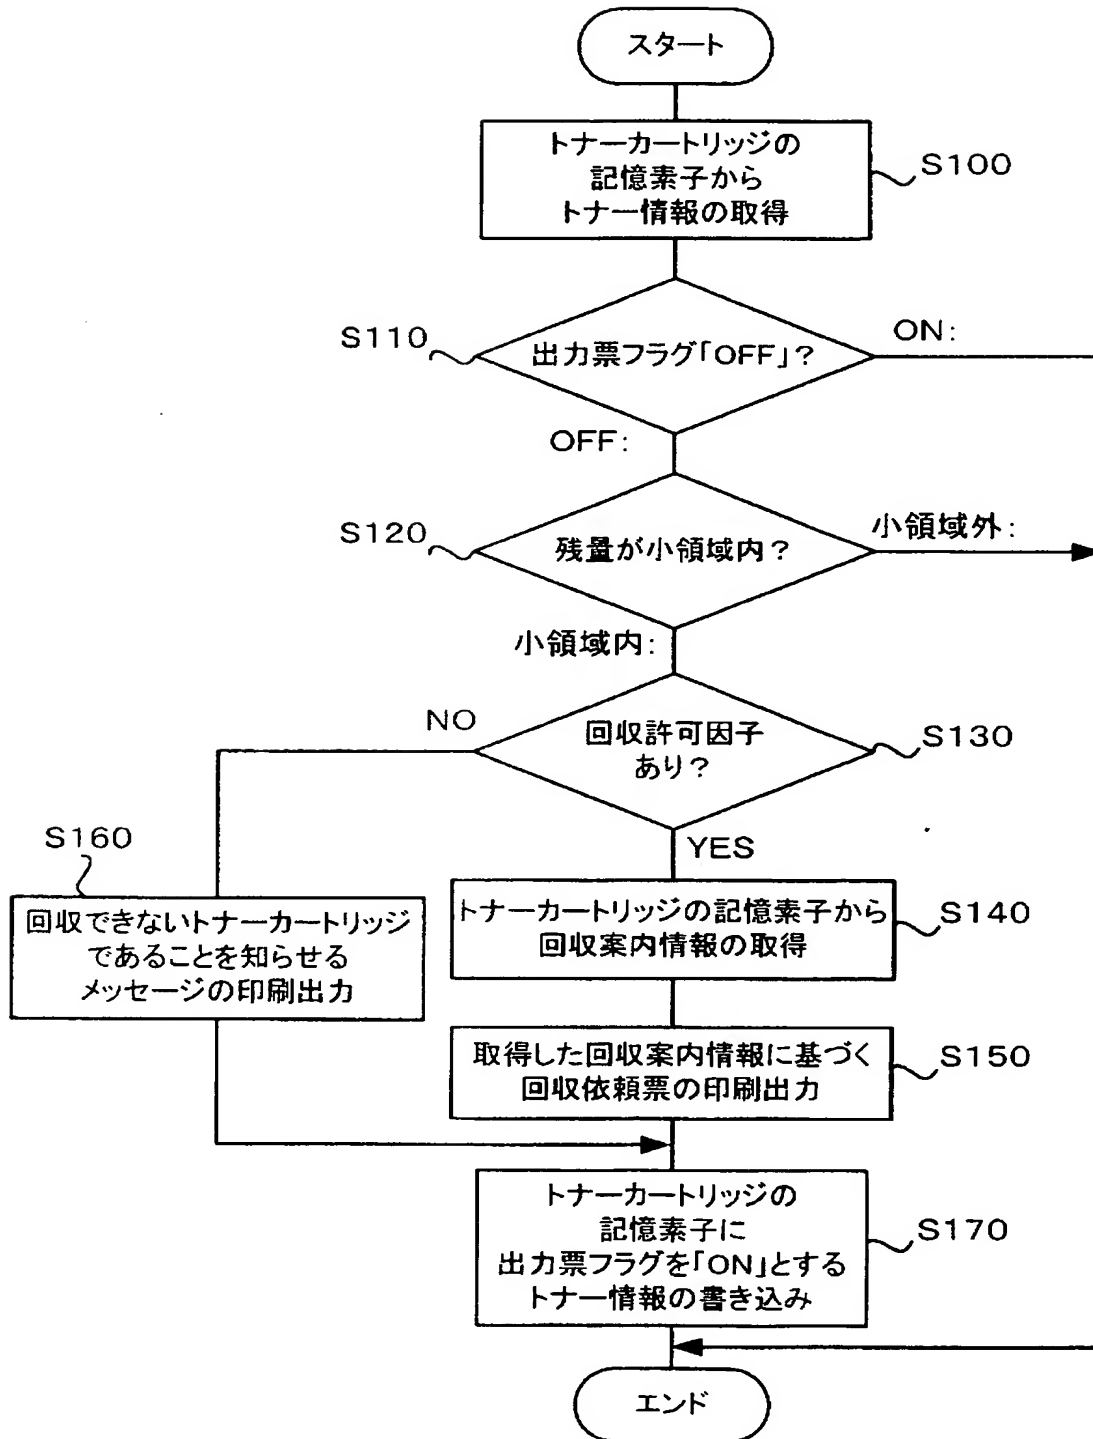 スタート
トナーカートリッジの
記憶素子から
トナー情報の取得
S100
S110
出力票フラグ「OFF」?
ON:
OFF:
S120
残量が小領域内?
小領域外:
小領域内:
NO
回収許可因子
あり?
S130
YES
S160
回収できないトナーカートリッジ
であることを知らせる
メッセージの印刷出力
トナーカートリッジの記憶素子から
回収案内情報の取得
S140
取得した回収案内情報に基づく
回収依頼票の印刷出力
S150
トナーカートリッジの
記憶素子に
出力票フラグを「ON」とする
トナー情報の書き込み
S170
エンド